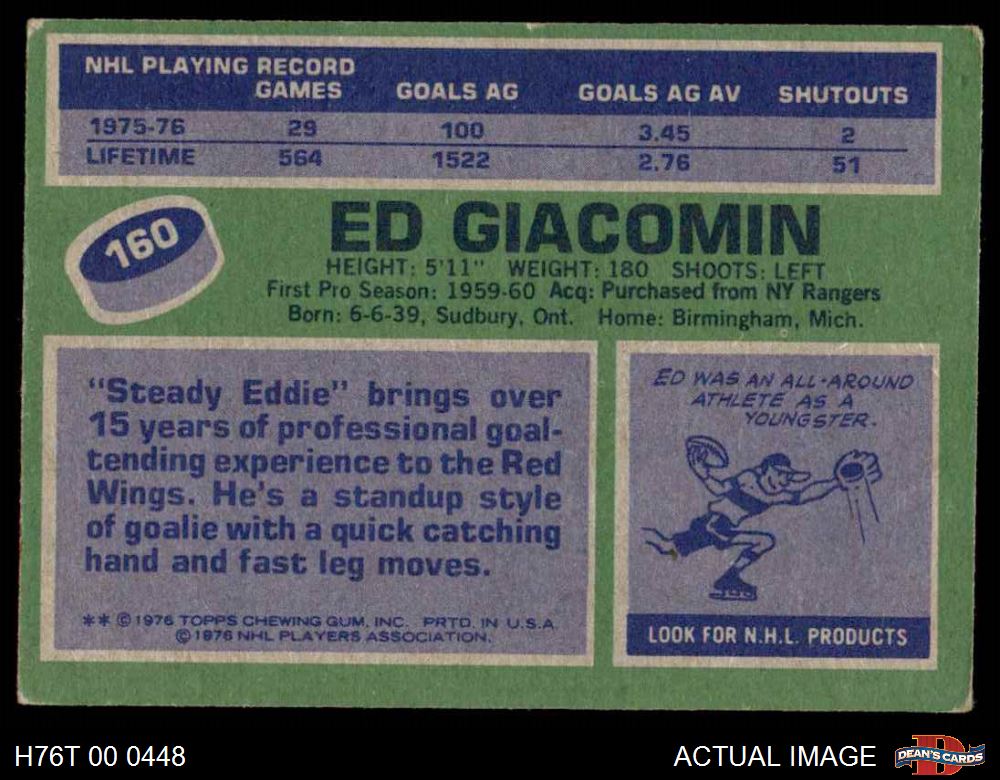 NHL PLAYING RECORD
GAMES GOALS AG GOALS AG AV SHUTOUTS
1975-76 29 100 3.45 2
LIFETIME 564 1522 2.76 51
160
ED GIACOMIN
HEIGHT: 5'11" WEIGHT: 180 SHOOTS: LEFT
First Pro Season: 1959-60 Acq: Purchased from NY Rangers
Born: 6-6-39, Sudbury, Ont. Home: Birmingham, Mich.
"Steady Eddie" brings over
15 years of professional goal-
tending experience to the Red
Wings. He's a standup style
of goalie with a quick catching
hand and fast leg moves.
** © 1976 TOPPS CHEWING GUM, INC. PRTD. IN U.S.A.
© 1976 NHL PLAYERS ASSOCIATION.
ED WAS AN ALL-AROUND
ATHLETE AS A
YOUNGSTER.
LOOK FOR N.H.L. PRODUCTS
H76T 00 0448
ACTUAL IMAGE
DEAN'S CARDS